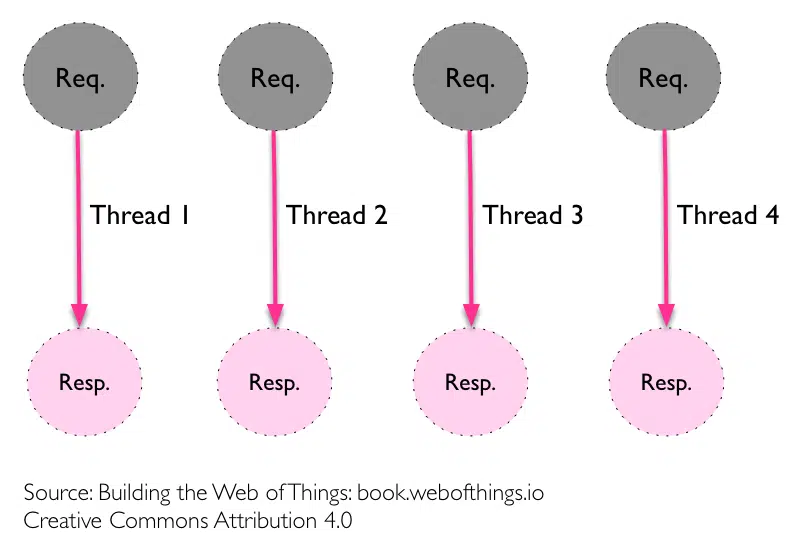 Req. Req. Req. Req.
Thread 1 Thread 2 Thread 3 Thread 4
Resp. Resp. Resp. Resp.
Source: Building the Web of Things: book.webofthings.io
Creative Commons Attribution 4.0